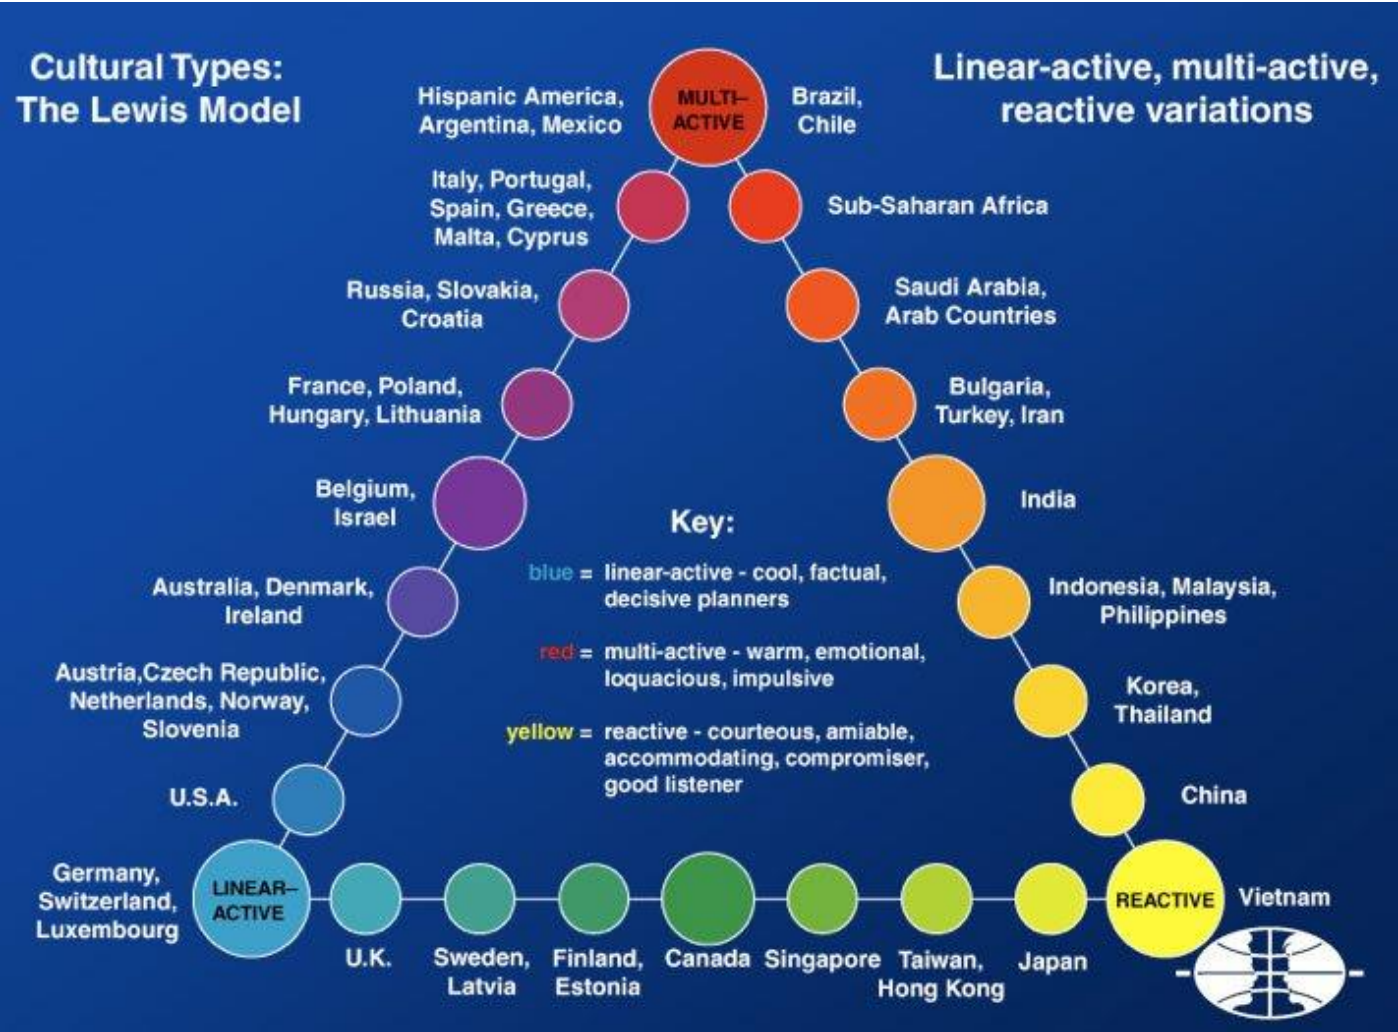 Cultural Types:
The Lewis Model
Linear-active, multi-active,
reactive variations
Hispanic America,
Argentina, Mexico
MULTI–
ACTIVE
Brazil,
Chile
Italy, Portugal,
Spain, Greece,
Malta, Cyprus
Sub-Saharan Africa
Russia, Slovakia,
Croatia
Saudi Arabia,
Arab Countries
France, Poland,
Hungary, Lithuania
Bulgaria,
Turkey, Iran
Belgium,
Israel
India
Key:
blue = linear-active - cool, factual,
decisive planners
red = multi-active - warm, emotional,
loquacious, impulsive
yellow = reactive - courteous, amiable,
accommodating, compromiser,
good listener
Australia, Denmark,
Ireland
Indonesia, Malaysia,
Philippines
Austria,Czech Republic,
Netherlands, Norway,
Slovenia
Korea,
Thailand
U.S.A.
China
Germany,
Switzerland,
Luxembourg
LINEAR–
ACTIVE
REACTIVE
Vietnam
U.K.
Sweden,
Latvia
Finland,
Estonia
Canada
Singapore
Taiwan,
Hong Kong
Japan